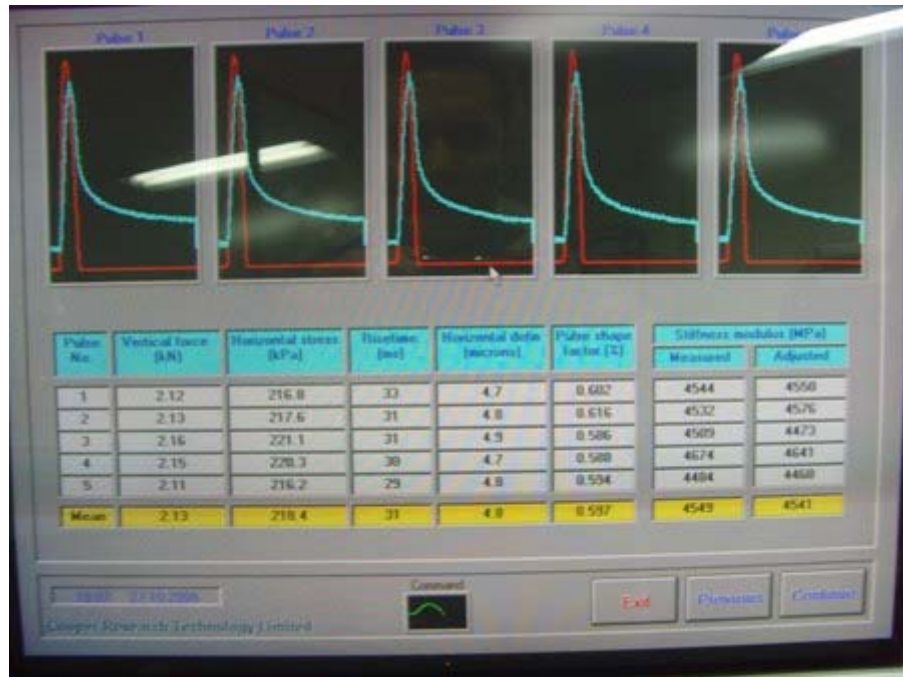 Pulse 1 Pulse 2 Pulse 3 Pulse 4
Pulse No. Vertical force (kN) Horizontal stress (kPa) Risetime (ms) Horizontal defln (microns) Pulse shape factor (%) Stiffness modulus (MPa)
Measured Adjusted
1 2.12 216.8 33 4.7 0.602 4544 4550
2 2.13 217.6 31 4.8 0.616 4532 4576
3 2.16 221.1 31 4.9 0.586 4509 4473
4 2.15 220.3 30 4.7 4674 4641
5 2.11 216.2 29 4.8 0.594 4484 4460
Mean 2.13 218.4 31 4.8 0.597 4549 4541
Command
Exit Previous Continue
Cooper Research Technology Limited